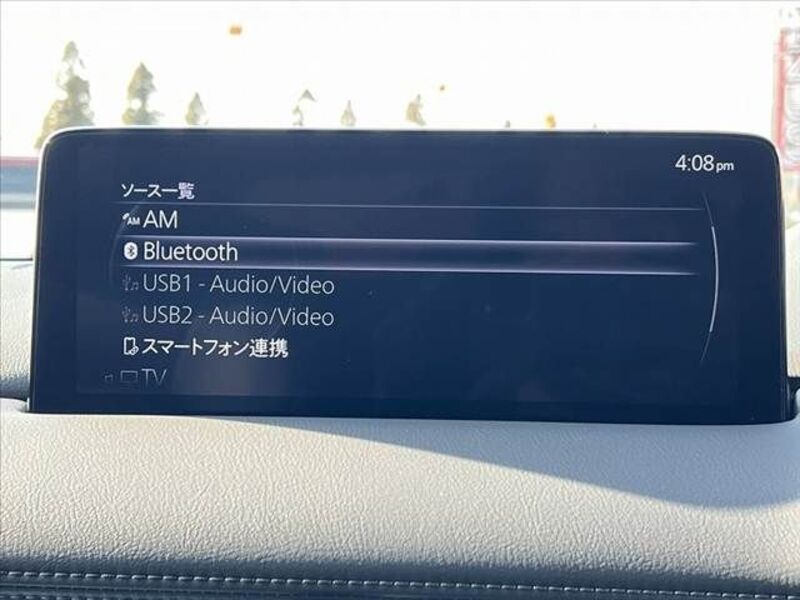 4:08pm
ソース一覧
AM AM
Bluetooth
USB1 - Audio/Video
USB2 - Audio/Video
スマートフォン連携
TV